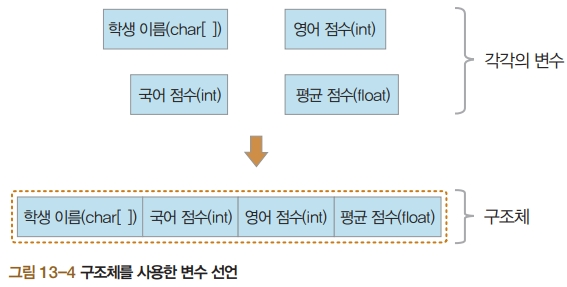 학생 이름(char[ ])
영어 점수(int)
각각의 변수
국어 점수(int)
평균 점수(float)
학생 이름(char[ ])
국어 점수(int)
영어 점수(int)
평균 점수(float)
구조체
그림 13-4 구조체를 사용한 변수 선언